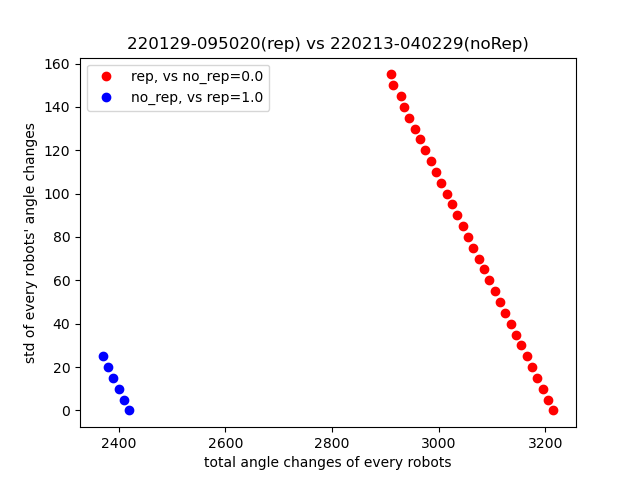 220129-095020(rep) vs 220213-040229(noRep)
rep, vs no_rep=0.0
no_rep, vs rep=1.0
std of every robots' angle changes
160
140
120
100
80
60
40
20
0
2400 2600 2800 3000 3200
total angle changes of every robots